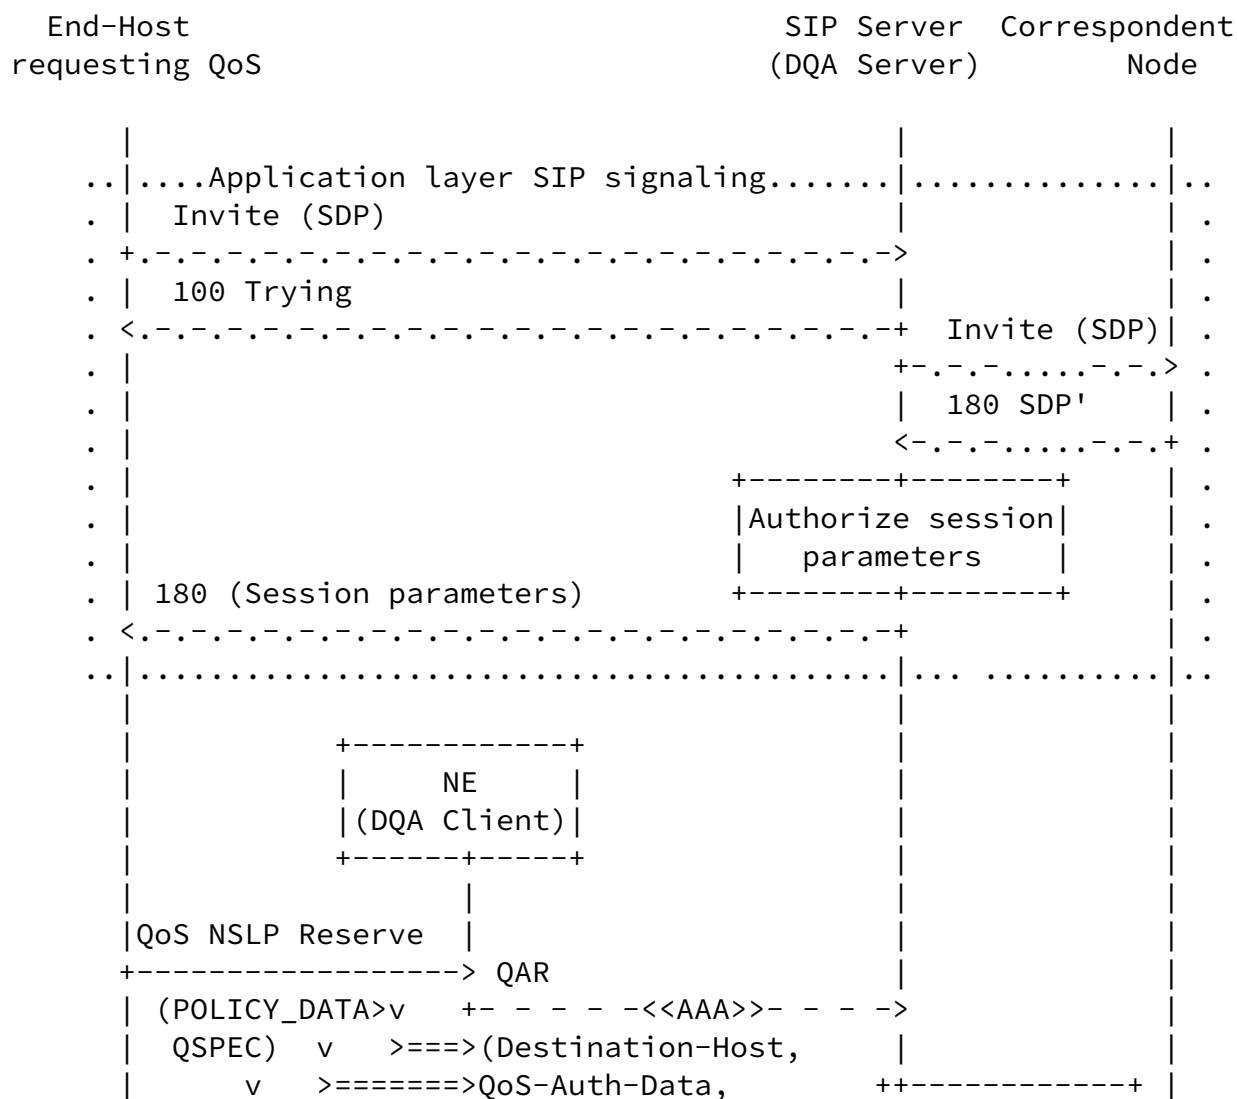 End-Host                                 SIP Server  Correspondent
requesting QoS                            (DQA Server)        Node

      |                                          |              |
    ..|....Application layer SIP signaling.......|..............|..
    . |  Invite (SDP)                            |              | .
    . +.-.-.-.-.-.-.-.-.-.-.-.-.-.-.-.-.-.-.-.-.->              | .
    . |  100 Trying                              |              | .
    . <.-.-.-.-.-.-.-.-.-.-.-.-.-.-.-.-.-.-.-.-.-+  Invite (SDP)| .
    . |                                          +-.-.-.....-.-.> .
    . |                                          |  180 SDP'    | .
    . |                                          <-.-.-.....-.-.+ .
    . |                                 +--------+--------+     | .
    . |                                 |Authorize session|     | .
    . |                                 |   parameters    |     | .
    . | 180 (Session parameters)        +--------+--------+     | .
    . <.-.-.-.-.-.-.-.-.-.-.-.-.-.-.-.-.-.-.-.-.-+              | .
    ..|..........................................|... ..........|..
      |                                          |              |
      |           +------------+                 |              |
      |           |     NE     |                 |              |
      |           |(DQA Client)|                 |              |
      |           +------+-----+                 |              |
      |                  |                       |              |
      |QoS NSLP Reserve  |                       |              |
      +------------------> QAR                   |              |
      | (POLICY_DATA>v   +- - - - -<<AAA>>- - - ->              |
      |  QSPEC)  v   >===>(Destination-Host,     |              |
      |      v   >=======>QoS-Auth-Data,        ++------------+ |